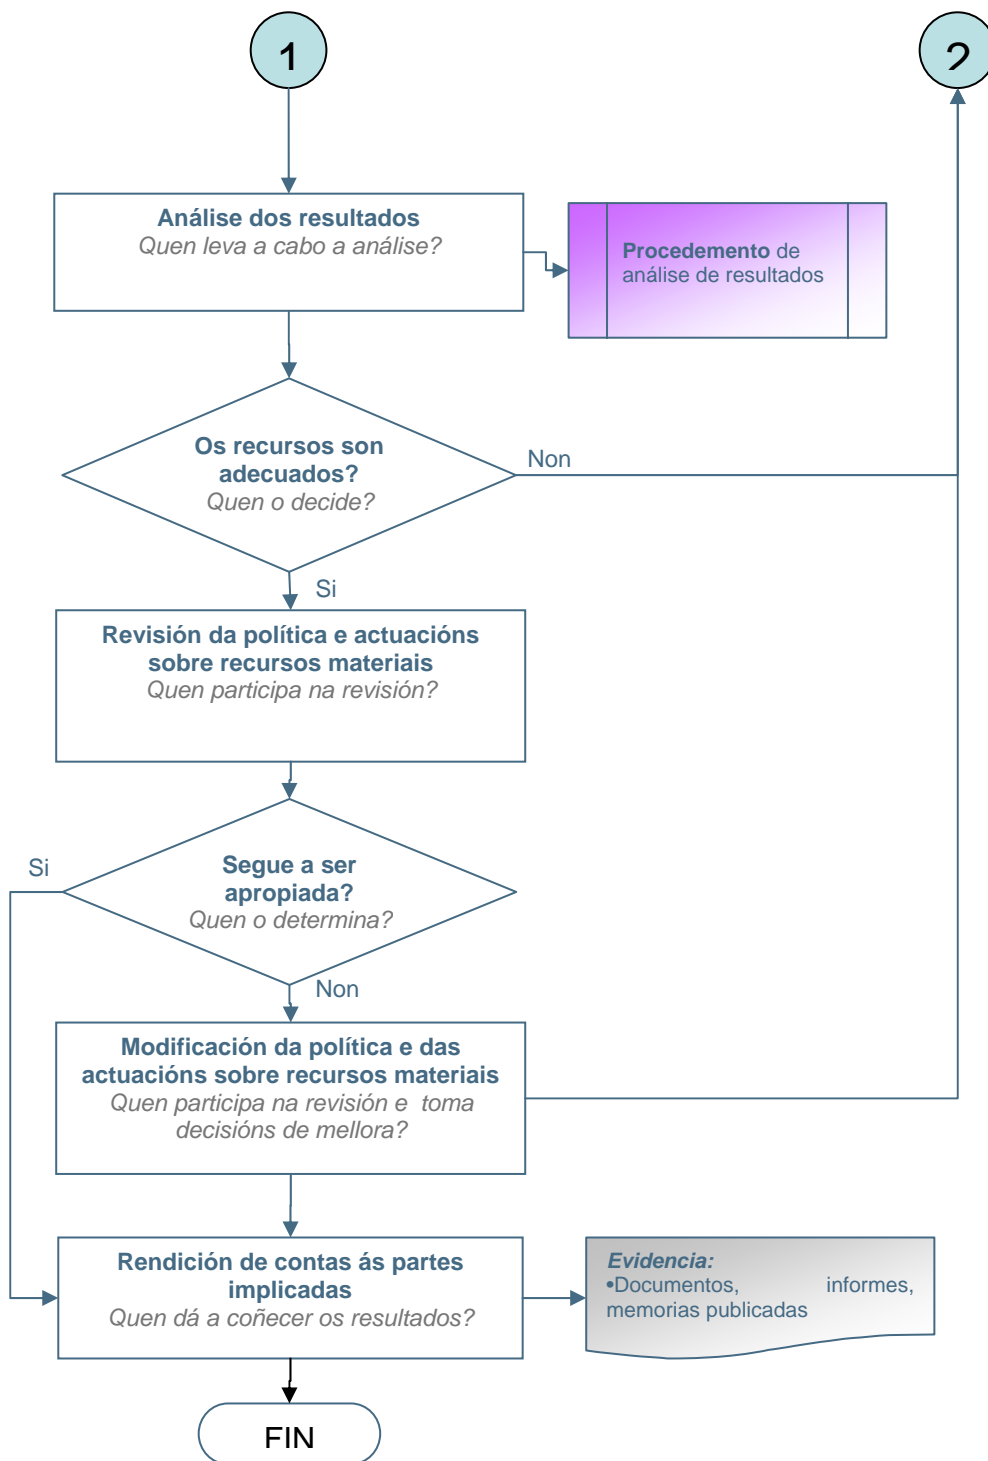 1
2
Análise dos resultados
Quen leva a cabo a análise?
Procedemento de
análise de resultados
Os recursos son
adecuados?
Quen o decide?
Non
Si
Revisión da política e actuacións
sobre recursos materiais
Quen participa na revisión?
Si
Segue a ser
apropiada?
Quen o determina?
Non
Modificación da política e das
actuacións sobre recursos materiais
Quen participa na revisión e toma
decisións de mellora?
Rendición de contas ás partes
implicadas
Quen dá a coñecer os resultados?
Evidencia:
•Documentos, informes,
memorias publicadas
FIN